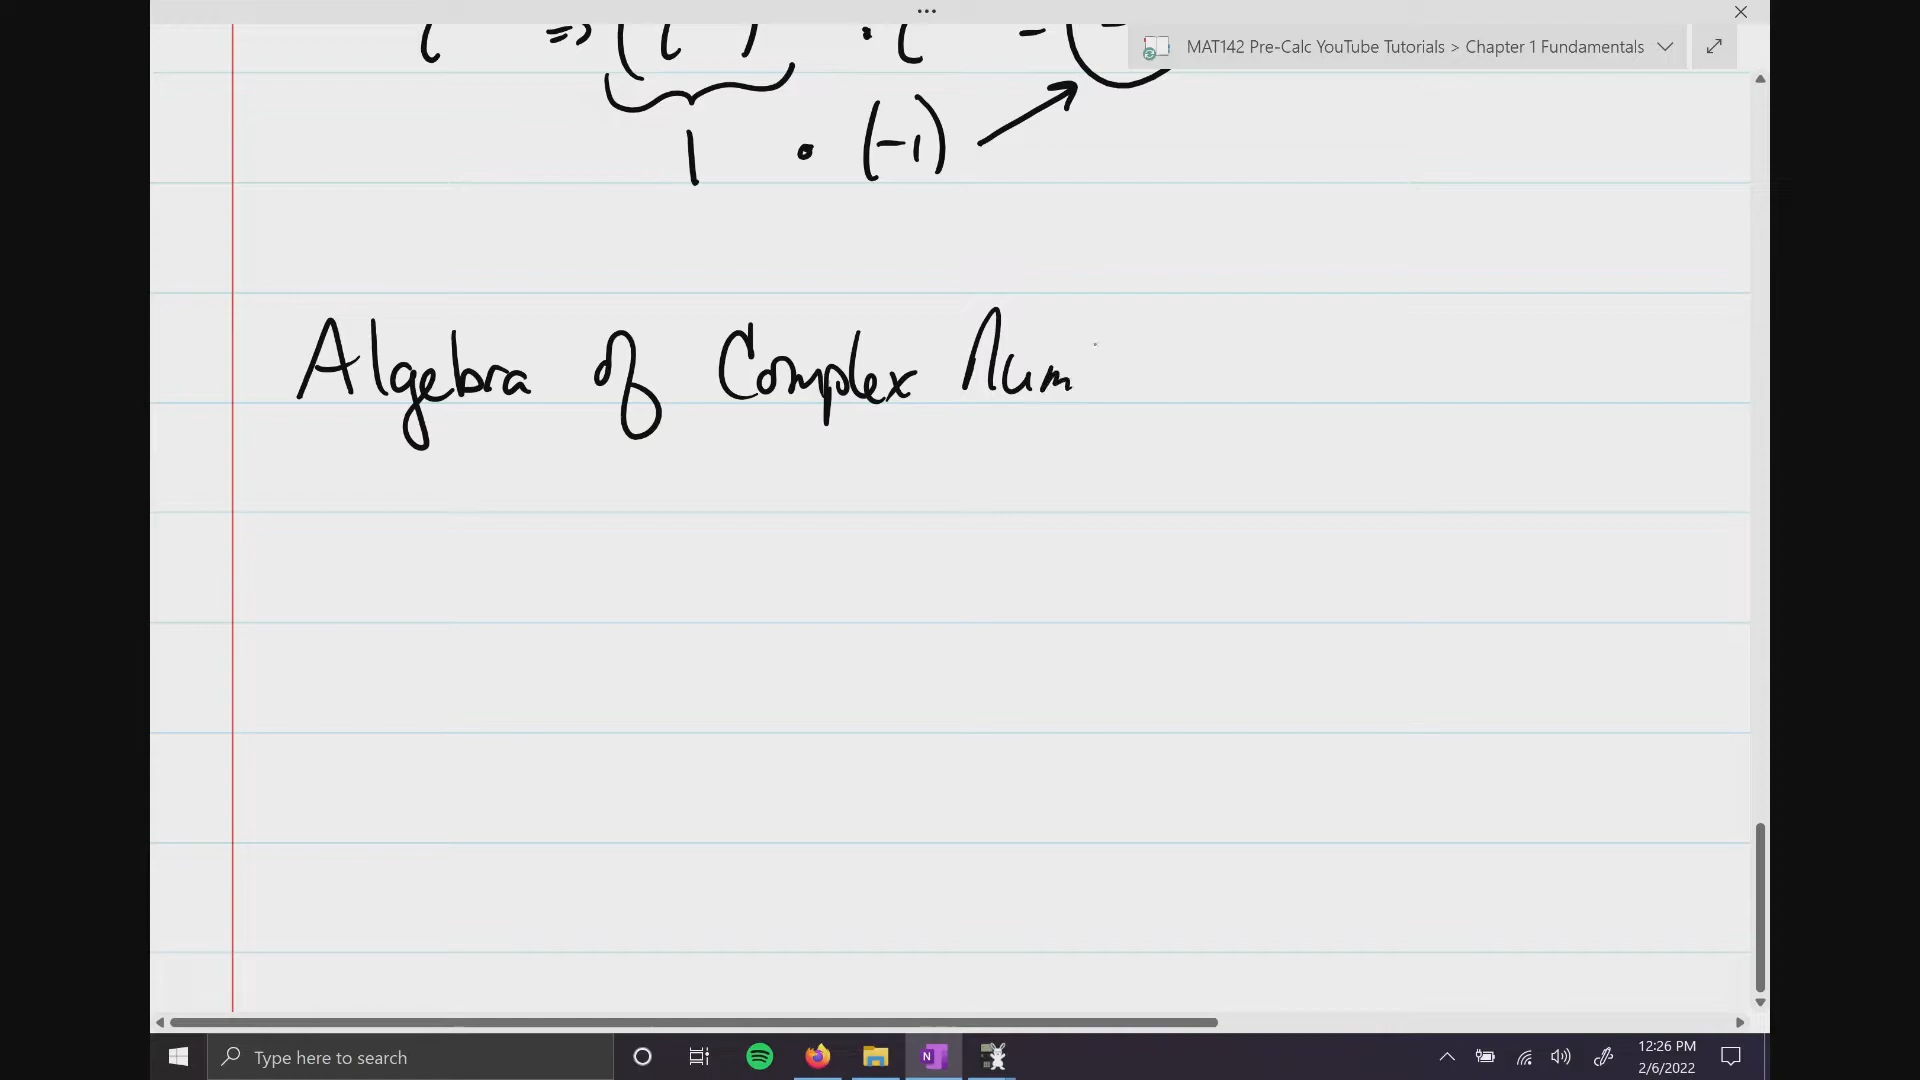 MAT142 Pre-Calc YouTube Tutorials > Chapter 1 Fundamentals
1 · (-1)
Algebra of Complex Num
Type here to search
12:26 PM
2/6/2022